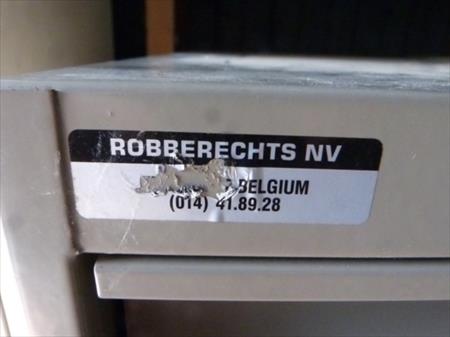 ROBBERECHTS NV
-BELGIUM
(014) 41.89.28